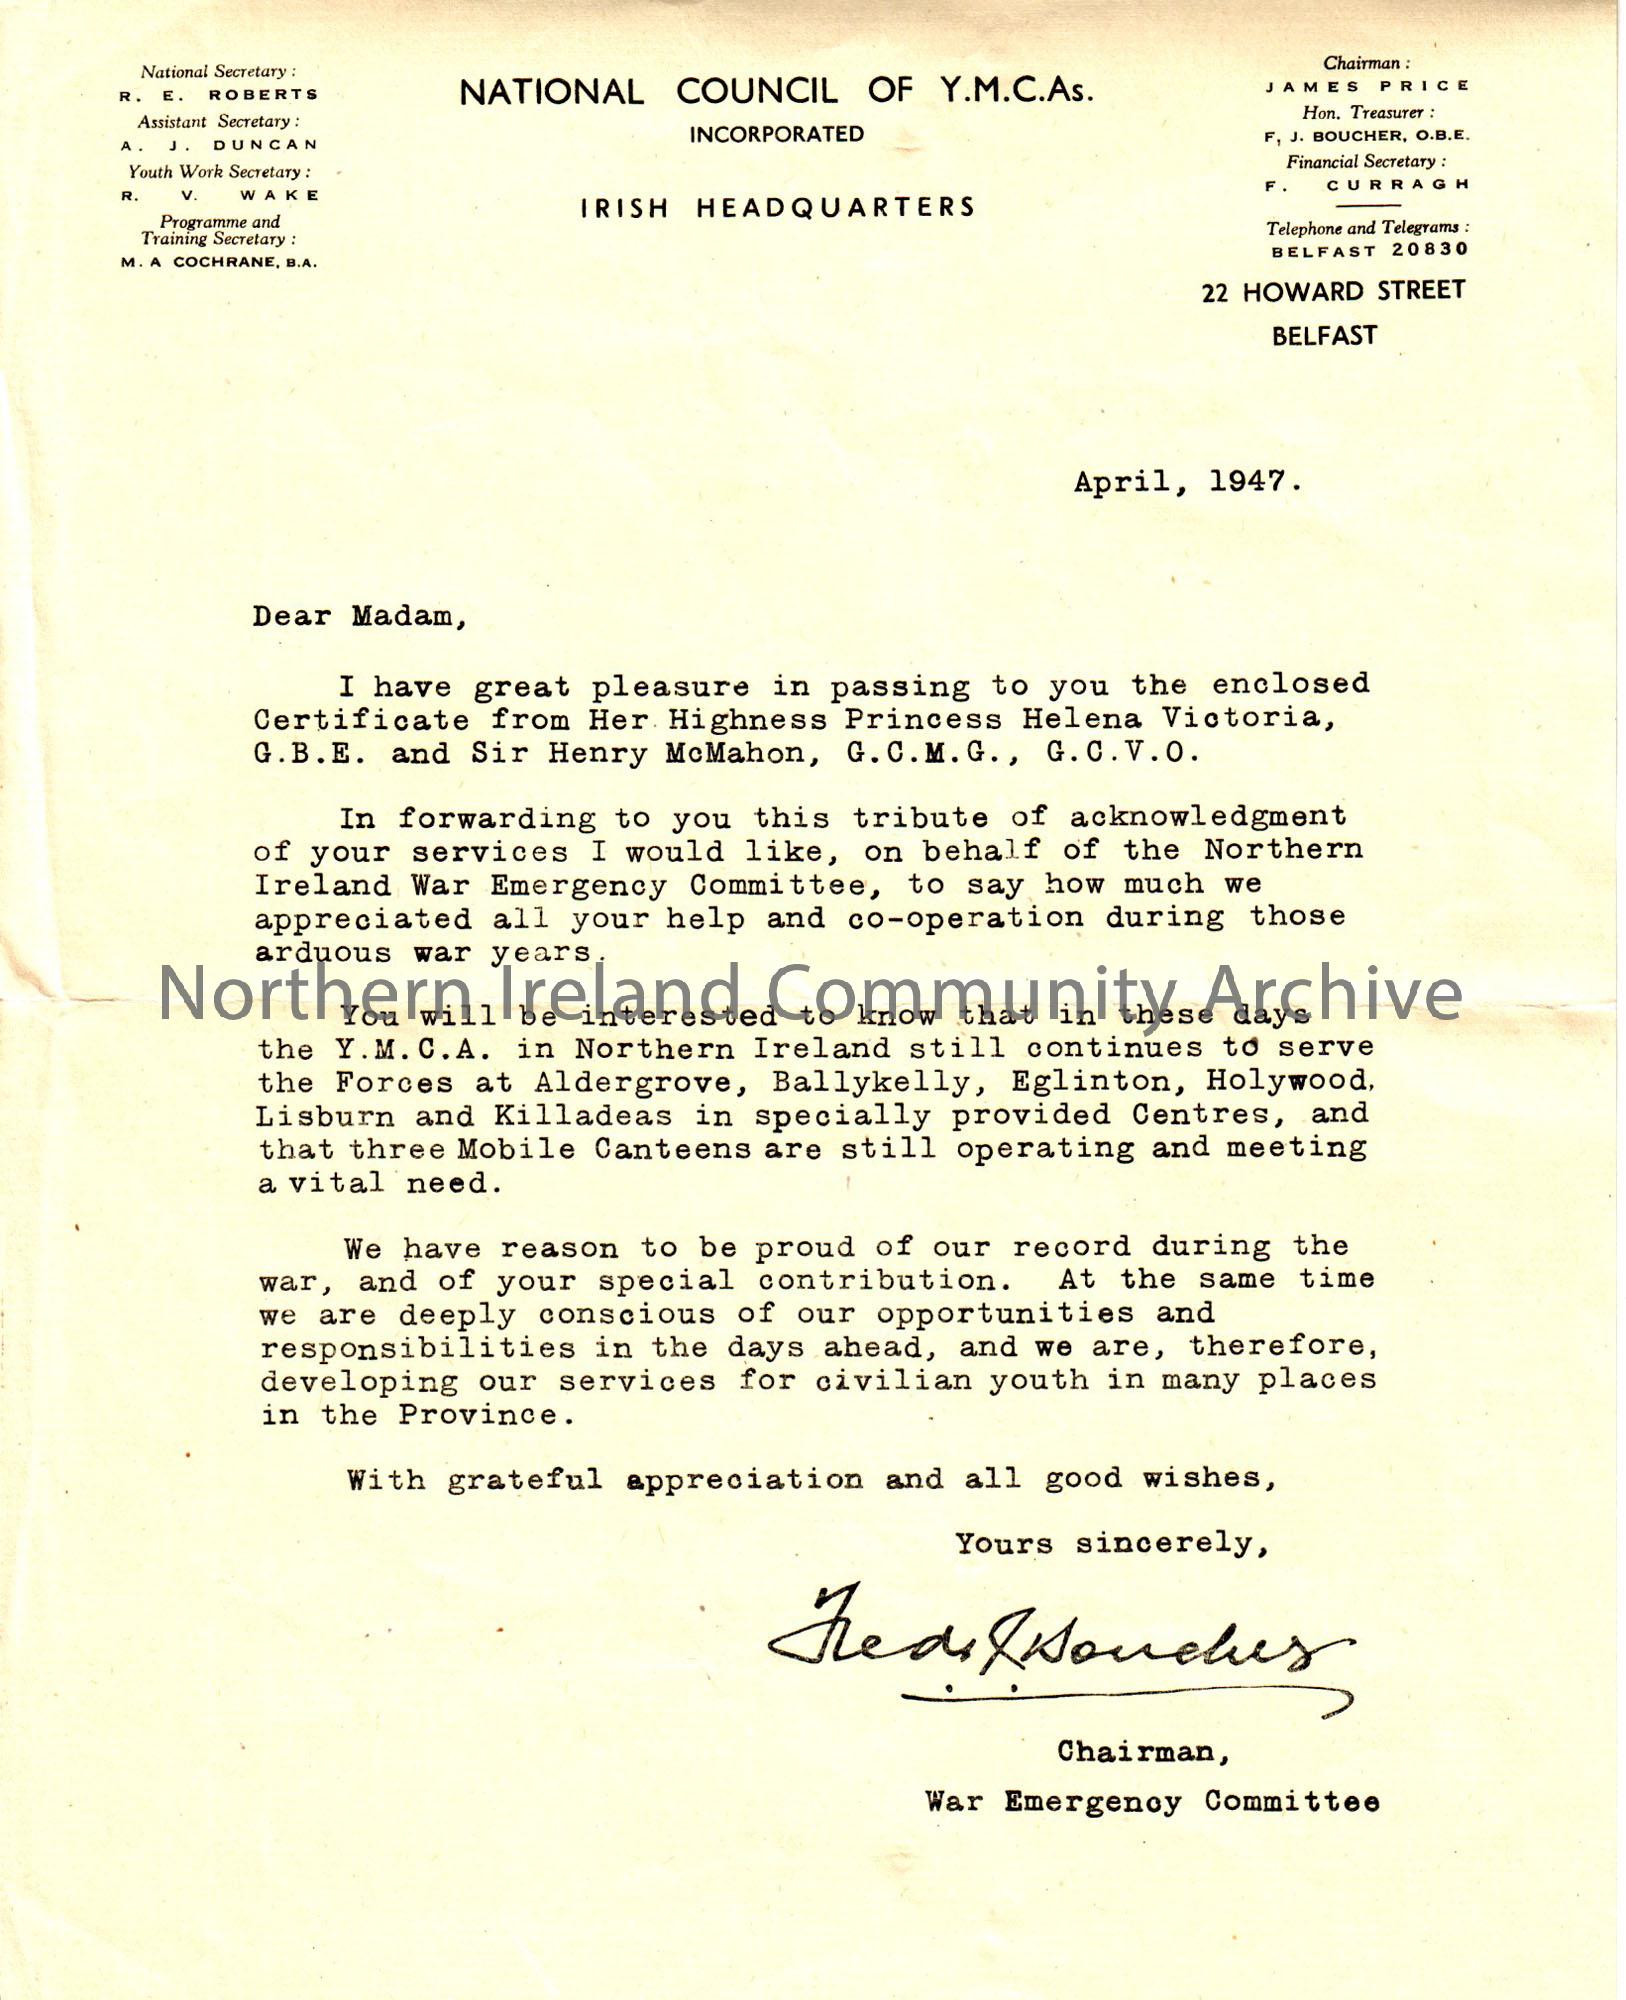 National Secretary :
R. E. ROBERTS
Assistant Secretary :
A. J. DUNCAN
Youth Work Secretary :
R. V. WAKE
Programme and
Training Secretary :
M. A COCHRANE, B.A.
NATIONAL COUNCIL OF Y.M.C.As.
INCORPORATED
IRISH HEADQUARTERS
Chairman :
JAMES PRICE
Hon. Treasurer :
F, J. BOUCHER, O.B.E.
Financial Secretary :
F. CURRAGH
Telephone and Telegrams :
BELFAST 20830
22 HOWARD STREET
BELFAST
April, 1947.
Dear Madam,
I have great pleasure in passing to you the enclosed
Certificate from Her Highness Princess Helena Victoria,
G.B.E. and Sir Henry McMahon, G.C.M.G., G.C.V.O.
In forwarding to you this tribute of acknowledgment
of your services I would like, on behalf of the Northern
Ireland War Emergency Committee, to say how much we
appreciated all your help and co-operation during those
arduous war years.
Northern Ireland Community Archive
You will be interested to know that in these days
the Y.M.C.A. in Northern Ireland still continues to serve
the Forces at Aldergrove, Ballykelly, Eglinton, Holywood,
Lisburn and Killadeas in specially provided Centres, and
that three Mobile Canteens are still operating and meeting
a vital need.
We have reason to be proud of our record during the
war, and of your special contribution. At the same time
we are deeply conscious of our opportunities and
responsibilities in the days ahead, and we are, therefore,
developing our services for civilian youth in many places
in the Province.
With grateful appreciation and all good wishes,
Yours sincerely,
Fredk J Boucher
Chairman,
War Emergency Committee